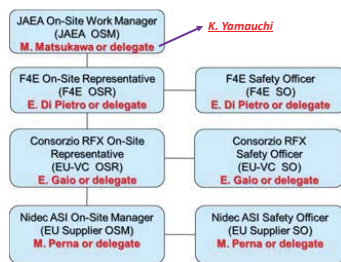 JAEA On-Site Work Manager
(JAEA OSM)
M. Matsukawa or delegate
K. Yamauchi
F4E On-Site Representative
(F4E OSR)
E. Di Pietro or delegate
F4E Safety Officer
(F4E SO)
E. Di Pietro or delegate
Consorzio RFX On-Site
Representative
(EU-VC OSR)
E. Gaio or delegate
Consorzio RFX
Safety Officer
(EU-VC SO)
E. Gaio or delegate
Nidec ASI On-Site Manager
(EU Supplier OSM)
M. Perna or delegate
Nidec ASI Safety Officer
(EU Supplier SO)
M. Perna or delegate